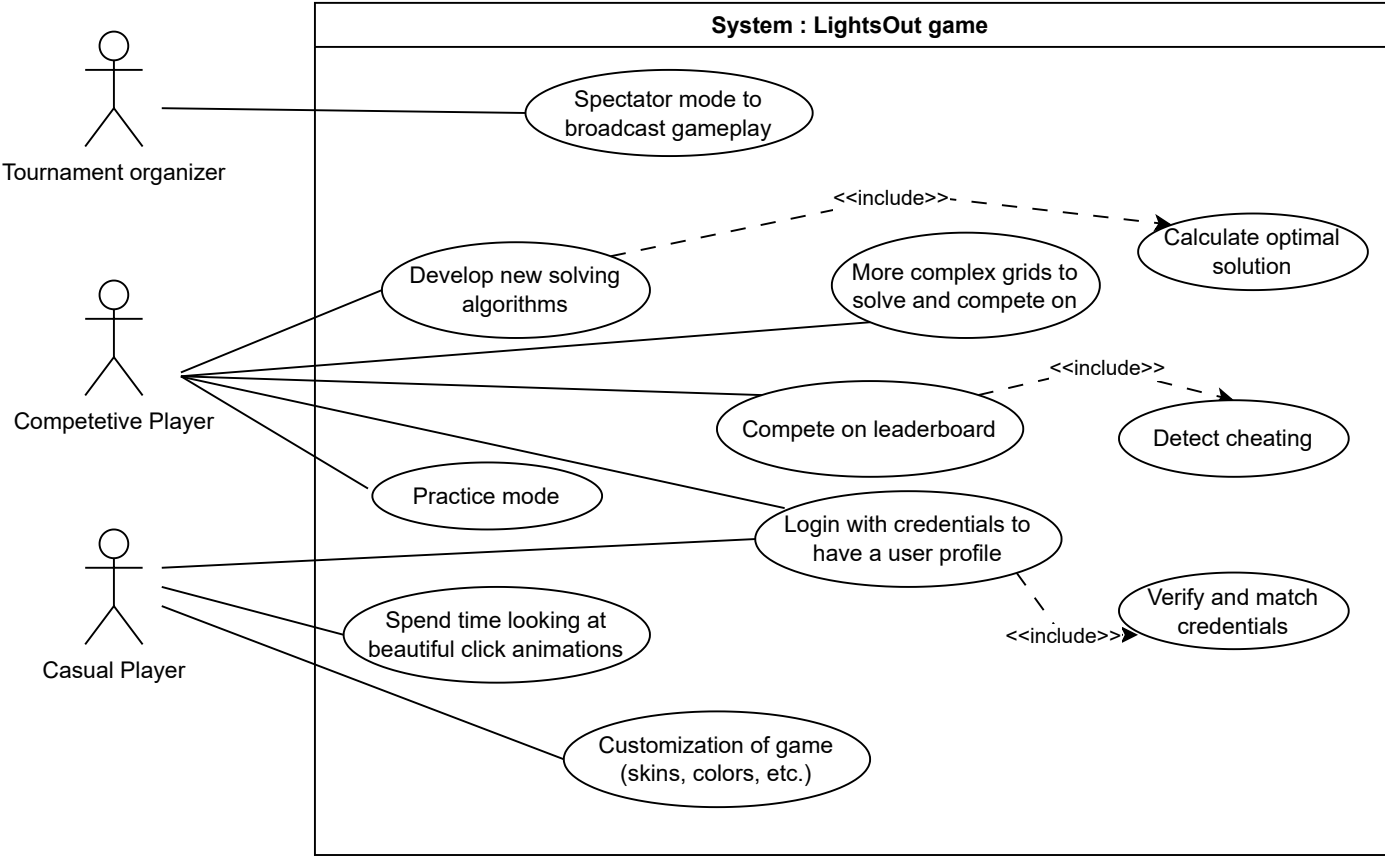 System : LightsOut game
Spectator mode to
broadcast gameplay
Tournament organizer
<<include>>
Calculate optimal
solution
Develop new solving
algorithms
More complex grids to
solve and compete on
<<include>>
Competetive Player
Compete on leaderboard
Detect cheating
Practice mode
Login with credentials to
have a user profile
Verify and match
credentials
<<include>>
Spend time looking at
beautiful click animations
Casual Player
Customization of game
(skins, colors, etc.)